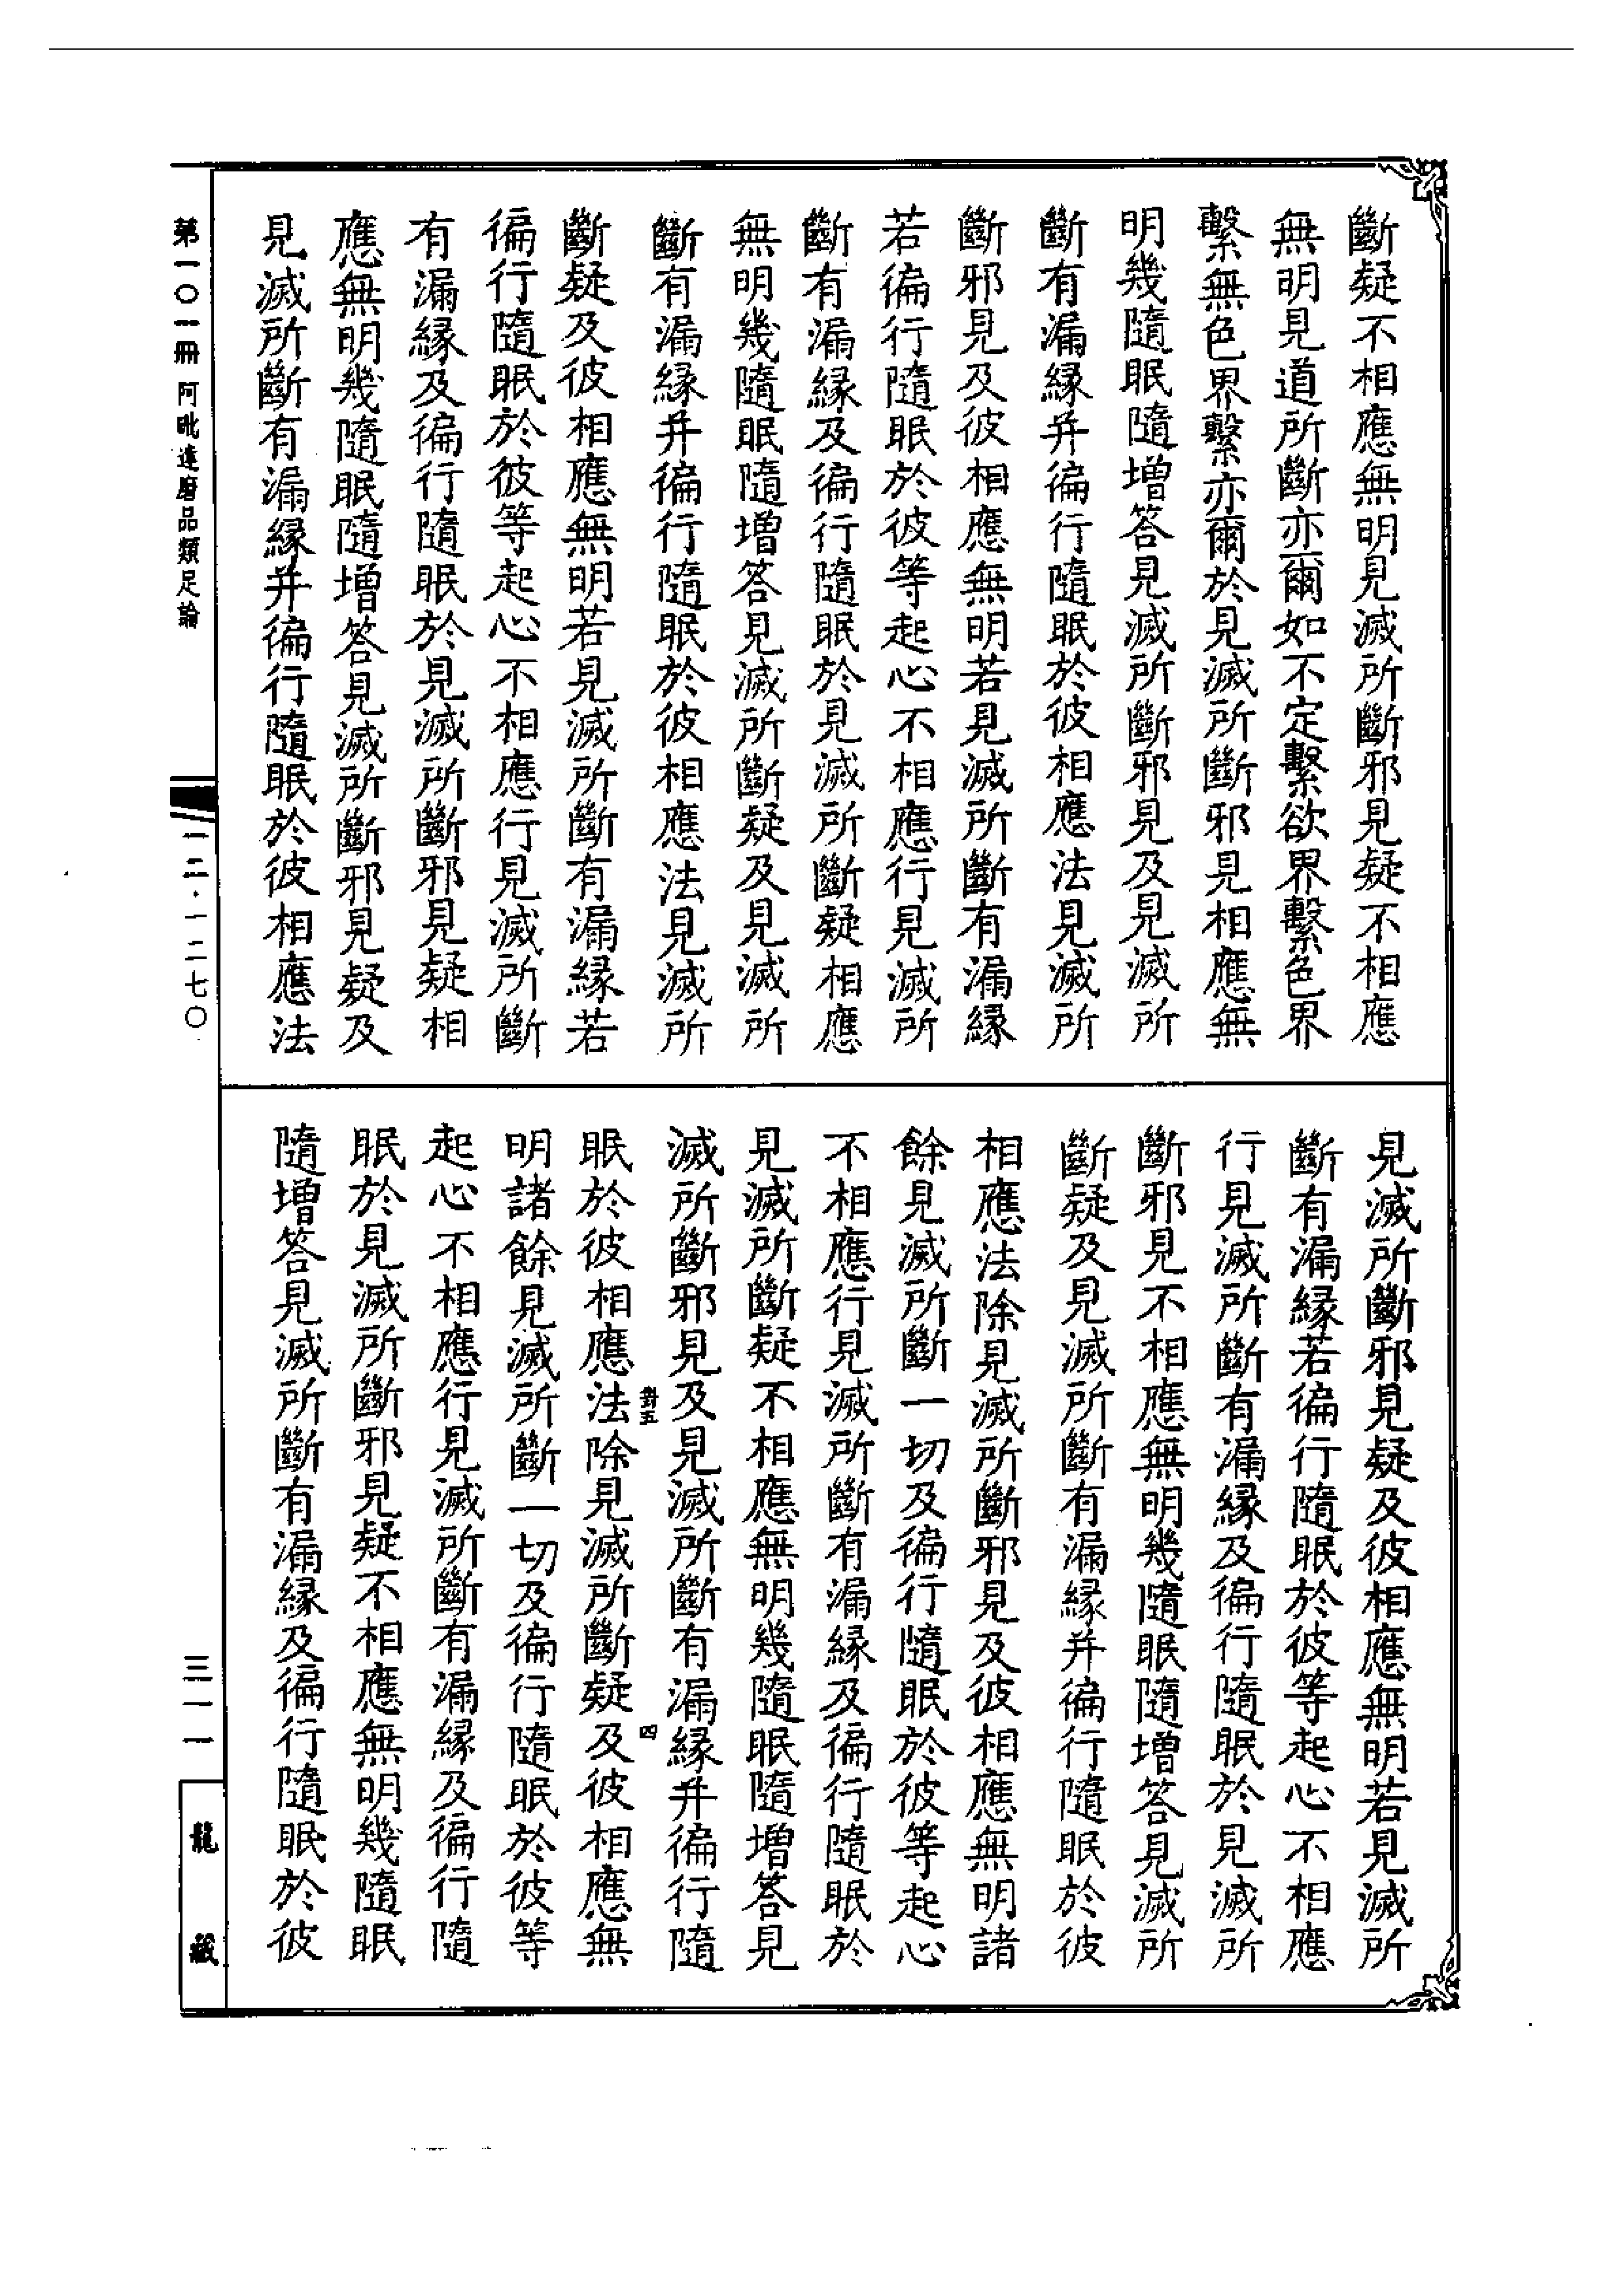 斷疑不相應無明見滅所斷邪見疑不相應
無明見道所斷亦爾如不定繫欲界繫色界
繫無色界繫亦爾於見滅所斷邪見相應無
明幾隨眠隨增答見滅所斷邪見及見滅所
斷有漏緣并徧行隨眠於彼相應法見滅所
斷邪見及彼相應無明若見滅所斷有漏緣
若徧行隨眠於彼等起心不相應行見滅所
斷有漏緣及徧行隨眠於見滅所斷疑相應
無明幾隨眠隨增答見滅所斷疑及見滅所
斷有漏緣并徧行隨眠於彼相應法見滅所
斷疑及彼相應無明若見滅所斷有漏緣若
徧行隨眠於彼等起心不相應行見滅所斷
有漏緣及徧行隨眠於見滅所斷邪見疑相
應無明幾隨眠隨增答見滅所斷邪見疑及
見滅所斷有漏緣并徧行隨眠於彼相應法
見滅所斷邪見疑及彼相應無明若見滅所
斷有漏緣若徧行隨眠於彼等起心不相應
行見滅所斷有漏緣及徧行隨眠於見滅所
斷邪見不相應無明幾隨眠隨增答見滅所
斷疑及見滅所斷有漏緣并徧行隨眠於彼
相應法除見滅所斷邪見及彼相應無明諸
餘見滅所斷一切及徧行隨眠於彼等起心
不相應行見滅所斷有漏緣及徧行隨眠於
見滅所斷疑不相應無明幾隨眠隨增答見
滅所斷邪見及見滅所斷有漏緣并徧行隨
對五
四
眠於彼相應法除見滅所斷疑及彼相應無
明諸餘見滅所斷一切及徧行隨眠於彼等
起心不相應行見滅所斷有漏緣及徧行隨
眠於見滅所斷邪見疑不相應無明幾隨眠
隨增答見滅所斷有漏緣及徧行隨眠於彼
第一〇一冊 阿毗達磨品類足論
一二·一二七〇
三一一
龍藏